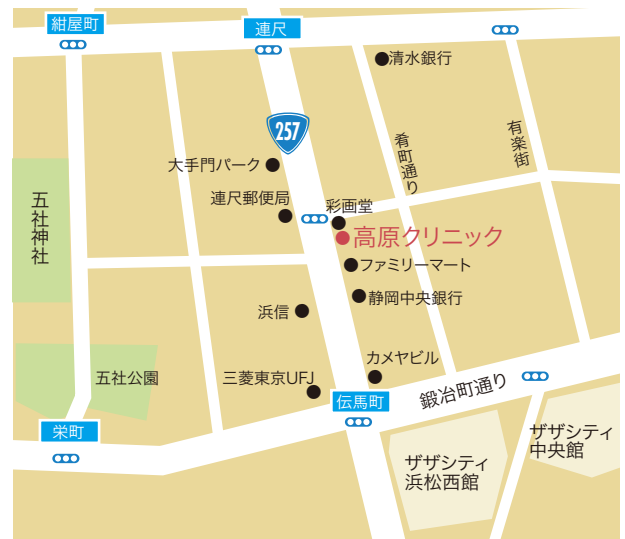 紺屋町
連尺
清水銀行
257
有楽街
肴町通り
大手門パーク
五社神社
連尺郵便局
彩画堂
高原クリニック
ファミリーマート
静岡中央銀行
浜信
カメヤビル
五社公園
三菱東京UFJ
鍛冶町通り
伝馬町
栄町
ザザシティ
中央館
ザザシティ
浜松西館